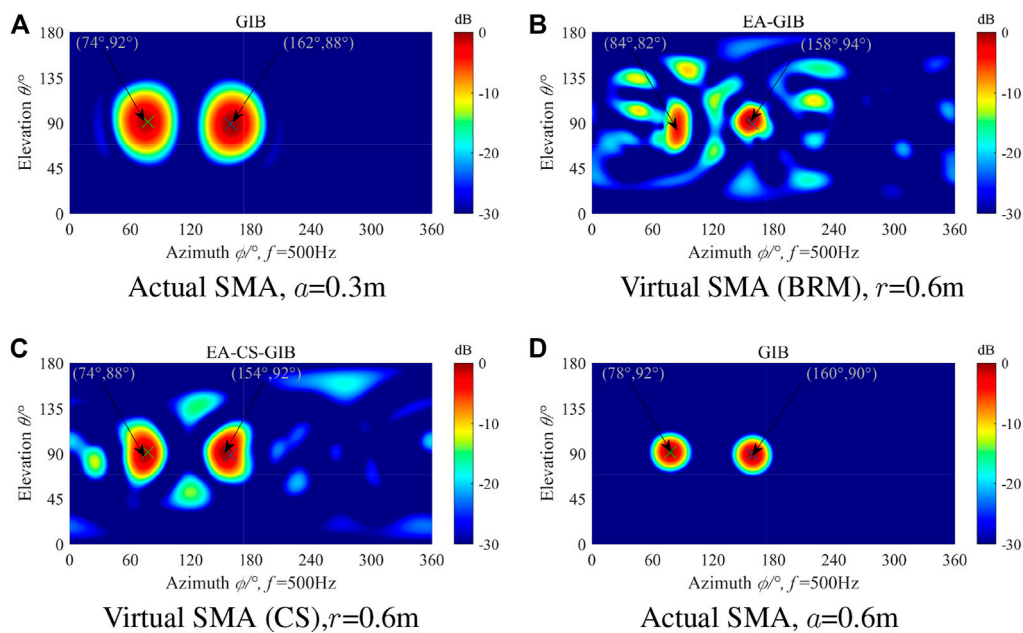 A
GIB
dB
(74°,92°)
(162°,88°)
180
135
90
45
0
Elevation θ/°
0 60 120 180 240 300 360
Azimuth ϕ/°, f=500Hz
0
-10
-20
-30
Actual SMA, a=0.3m
B
EA-GIB
dB
(84°,82°)
(158°,94°)
180
135
90
45
0
Elevation θ/°
0 60 120 180 240 300 360
Azimuth ϕ/°, f=500Hz
0
-10
-20
-30
Virtual SMA (BRM), r=0.6m
C
EA-CS-GIB
dB
(74°,88°)
(154°,92°)
180
135
90
45
0
Elevation θ/°
0 60 120 180 240 300 360
Azimuth ϕ/°, f=500Hz
0
-10
-20
-30
Virtual SMA (CS),r=0.6m
D
GIB
dB
(78°,92°)
(160°,90°)
180
135
90
45
0
Elevation θ/°
0 60 120 180 240 300 360
Azimuth ϕ/°, f=500Hz
0
-10
-20
-30
Actual SMA, a=0.6m